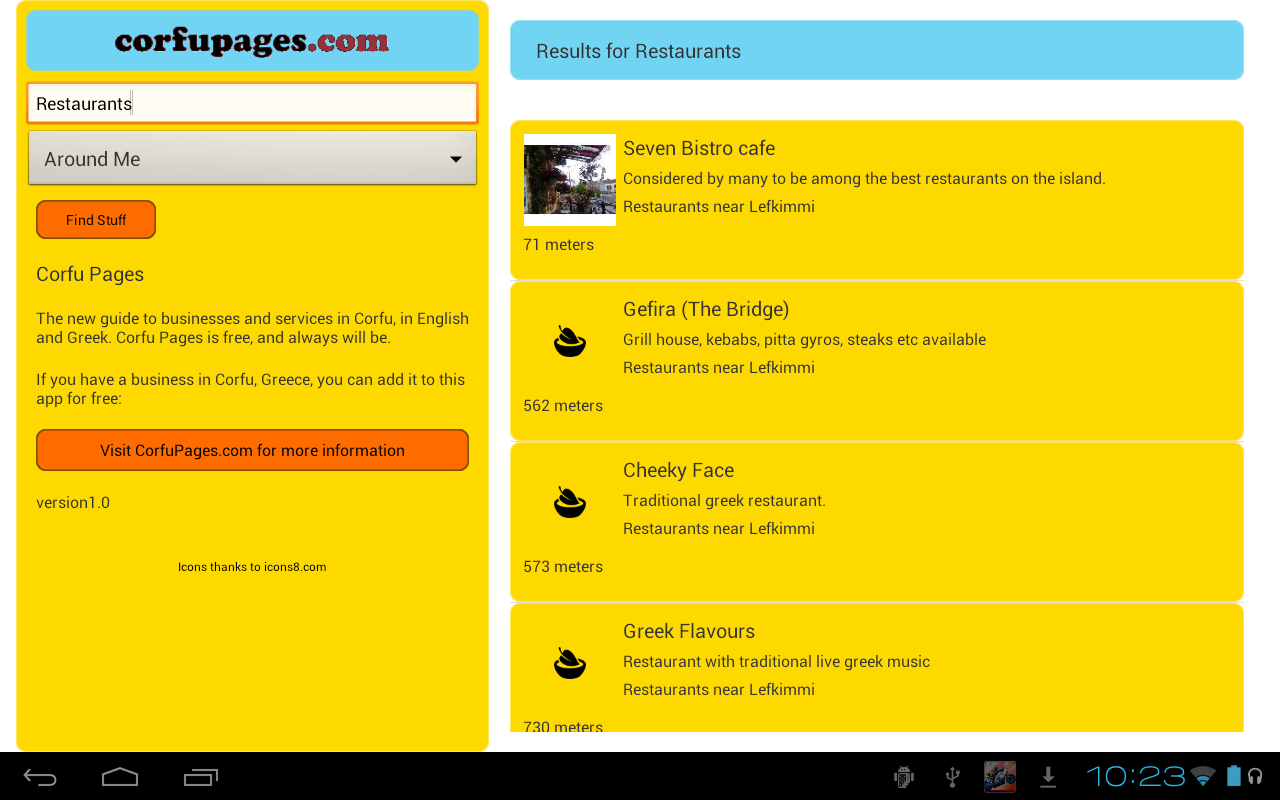 corfupages.com
Restaurants
Around Me
Find Stuff
Corfu Pages
The new guide to businesses and services in Corfu, in English
and Greek. Corfu Pages is free, and always will be.
If you have a business in Corfu, Greece, you can add it to this
app for free:
Visit CorfuPages.com for more information
version1.0
Icons thanks to icons8.com
Results for Restaurants
Seven Bistro cafe
Considered by many to be among the best restaurants on the island.
Restaurants near Lefkimmi
71 meters
Gefira (The Bridge)
Grill house, kebabs, pitta gyros, steaks etc available
Restaurants near Lefkimmi
562 meters
Cheeky Face
Traditional greek restaurant.
Restaurants near Lefkimmi
573 meters
Greek Flavours
Restaurant with traditional live greek music
Restaurants near Lefkimmi
730 meters
10:23